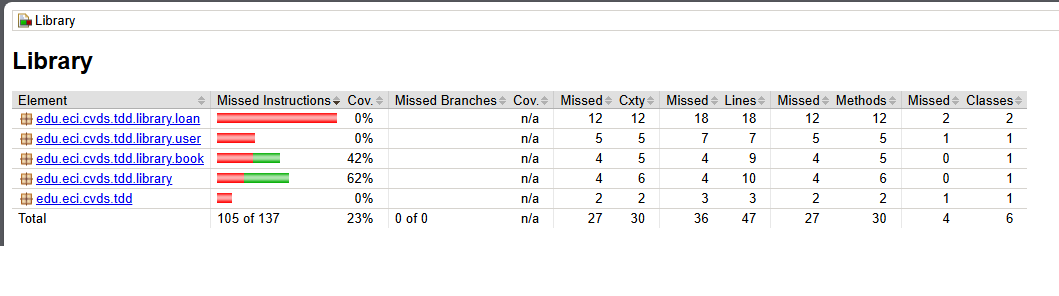 Library
Library
Element Missed Instructions Cov. Missed Branches Cov. Missed Cxty Missed Lines Missed Methods Missed Classes
edu.eci.cvds.tdd.library.loan 0% n/a 12 12 18 18 12 12 2 2
edu.eci.cvds.tdd.library.user 0% n/a 5 5 7 7 5 5 1 1
edu.eci.cvds.tdd.library.book 42% n/a 4 5 4 9 4 5 0 1
edu.eci.cvds.tdd.library 62% n/a 4 6 4 10 4 6 0 1
edu.eci.cvds.tdd 0% n/a 2 2 3 3 2 2 1 1
Total 105 of 137 23% 0 of 0 n/a 27 30 36 47 27 30 4 6